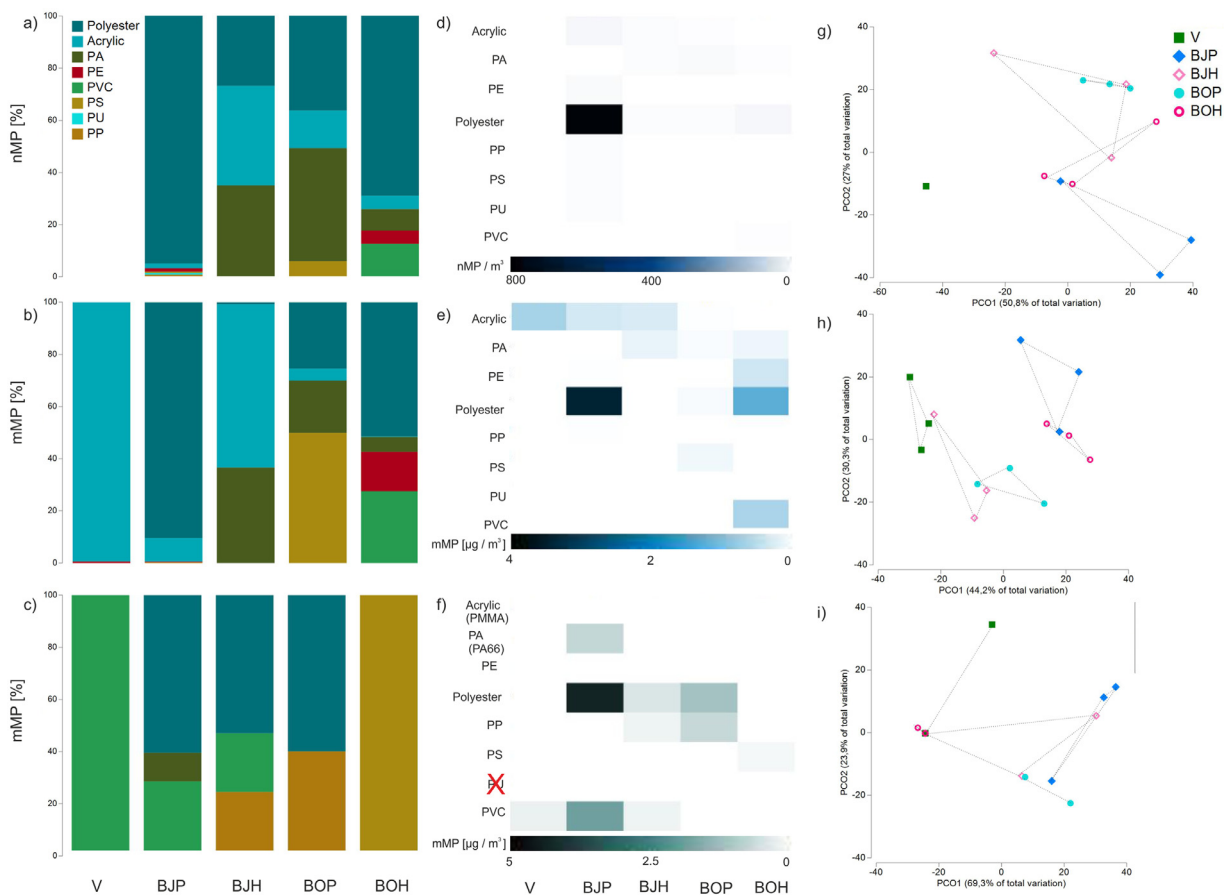 a)
100
80
60
40
20
0
nMP [%]
Polyester
Acrylic
PA
PE
PVC
PS
PU
PP
b)
100
80
60
40
20
0
mMP [%]
c)
100
80
60
40
20
0
mMP [%]
V BJP BJH BOP BOH
d)
Acrylic
PA
PE
Polyester
PP
PS
PU
PVC
nMP / m³
800 400 0
e)
Acrylic
PA
PE
Polyester
PP
PS
PU
PVC
mMP [µg / m³]
4 2 0
f)
Acrylic
(PMMA)
PA
(PA66)
PE
Polyester
PP
PS
PU
PVC
mMP [µg / m³]
5 2.5 0
V BJP BJH BOP BOH
g)
V
BJP
BJH
BOP
BOH
40
20
0
-20
-40
PCO2 (27% of total variation)
-60 -40 -20 0 20 40
PCO1 (50,8% of total variation)
h)
40
20
0
-20
-40
PCO2 (30,3% of total variation)
-40 -20 0 20 40
PCO1 (44,2% of total variation)
i)
40
20
0
-20
-40
PCO2 (23,9% of total variation)
-40 -20 0 20 40
PCO1 (69,3% of total variation)